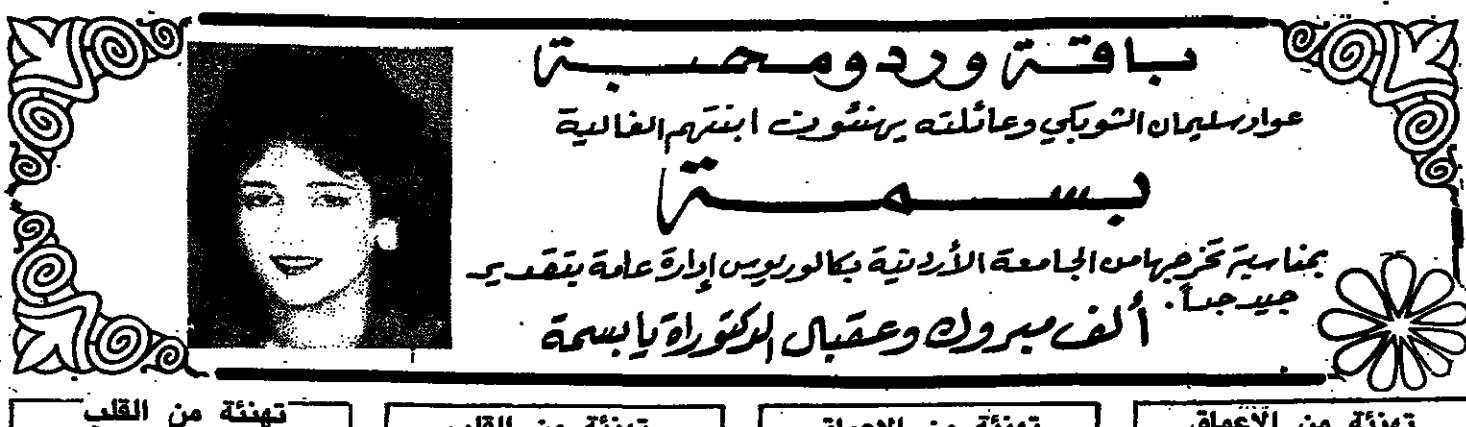 باقة ورد ومحبة
عواد سليمان الشوبكي وعائلته يهنئون ابنتهم الغالية
بسمة
بمناسبة تخرجها من الجامعة الأردنية بكالوريوس إدارة عامة بتقدير
جيد جداً.
ألف مبروك وعقبال الدكتوراة يا بسمة
تهنئة من الأعماق
تهنئة من الأعماق
تهنئة من القلب
تهنئة من القلب